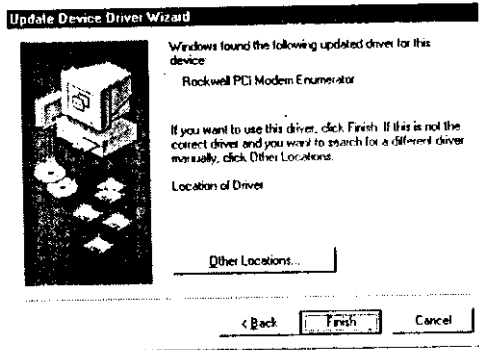 Update Device Driver Wizard
Windows found the following updated driver for this
device:
Rockwell PCI Modem Enumerator
If you want to use this driver, click Finish. If this is not the
correct driver and you want to search for a different driver
manually, click Other Locations.
Location of Driver
Other Locations...
< Back Finish Cancel